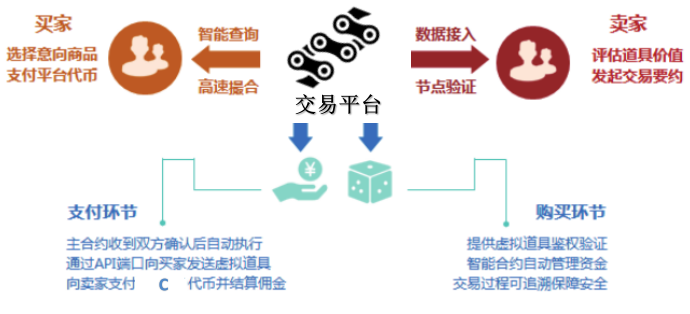 买家
选择意向商品
支付平台代币
智能查询
高速撮合
交易平台
数据接入
节点验证
卖家
评估道具价值
发起交易要约
¥
支付环节
主合约收到双方确认后自动执行
通过API端口向买家发送虚拟道具
向卖家支付 C 代币并结算佣金
购买环节
提供虚拟道具鉴权验证
智能合约自动管理资金
交易过程可追溯保障安全